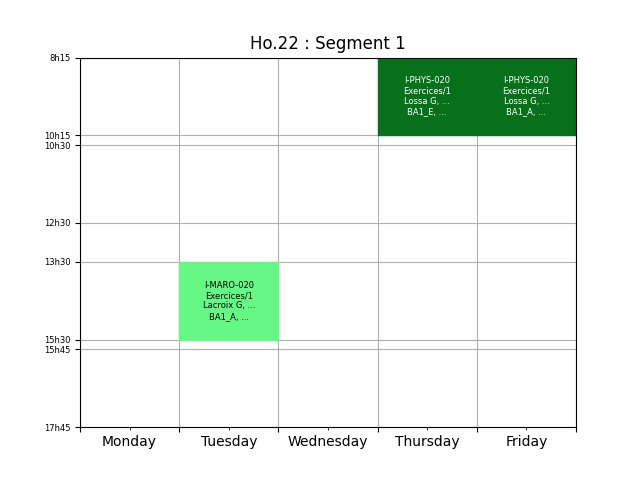 Ho.22 : Segment 1
8h15
I-PHYS-020
Exercices/1
Lossa G, ...
BA1_E, ...
I-PHYS-020
Exercices/1
Lossa G, ...
BA1_A, ...
10h15
10h30
12h30
13h30
I-MARO-020
Exercices/1
Lacroix G, ...
BA1_A, ...
15h30
15h45
17h45
Monday
Tuesday
Wednesday
Thursday
Friday